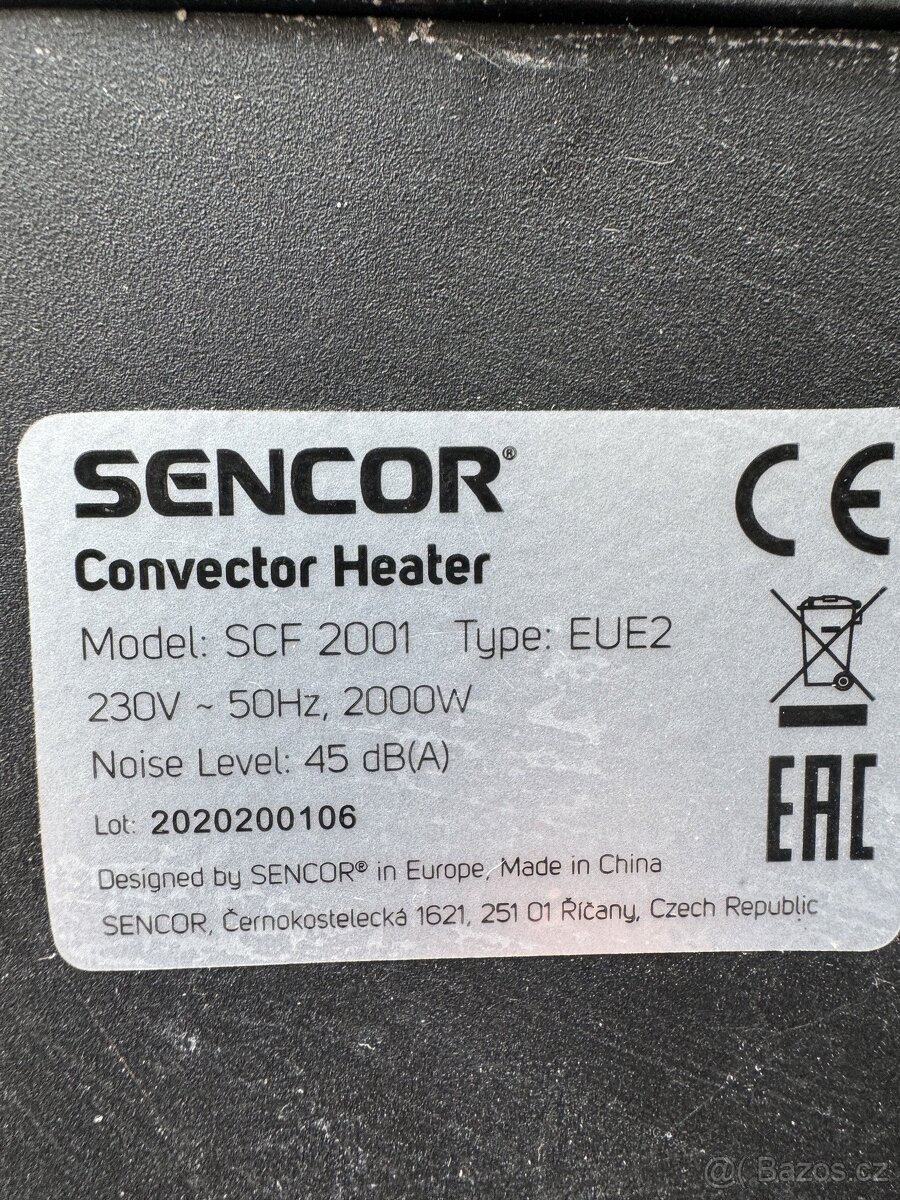 SENCOR®
Convector Heater
Model: SCF 2001 Type: EUE2
230V ~ 50Hz, 2000W
Noise Level: 45 dB(A)
Lot: 2020200106
Designed by SENCOR® in Europe, Made in China
SENCOR, Černokostelecká 1621, 251 01 Říčany, Czech Republic
CE
EAC
@( Bazos.cz